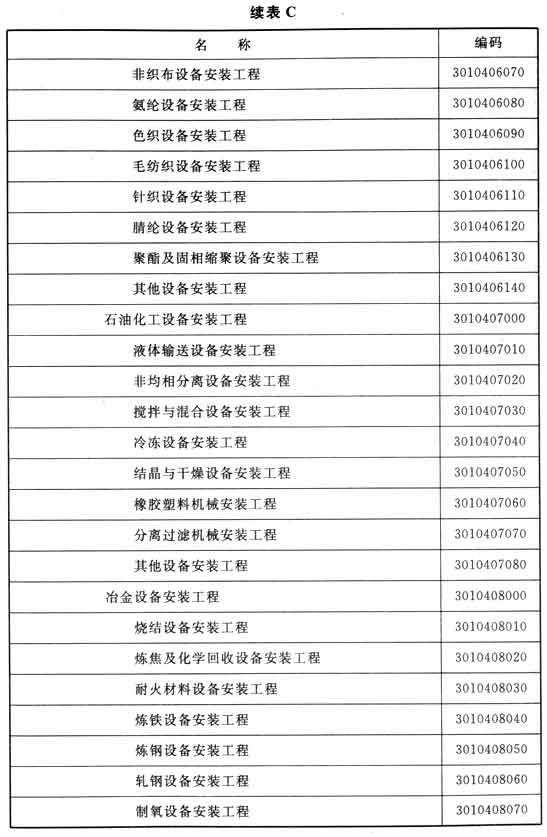 续表 C
名 称 编码
非织布设备安装工程 3010406070
氨纶设备安装工程 3010406080
色织设备安装工程 3010406090
毛纺织设备安装工程 3010406100
针织设备安装工程 3010406110
腈纶设备安装工程 3010406120
聚酯及固相缩聚设备安装工程 3010406130
其他设备安装工程 3010406140
石油化工设备安装工程 3010407000
液体输送设备安装工程 3010407010
非均相分离设备安装工程 3010407020
搅拌与混合设备安装工程 3010407030
冷冻设备安装工程 3010407040
结晶与干燥设备安装工程 3010407050
橡胶塑料机械安装工程 3010407060
分离过滤机械安装工程 3010407070
其他设备安装工程 3010407080
冶金设备安装工程 3010408000
烧结设备安装工程 3010408010
炼焦及化学回收设备安装工程 3010408020
耐火材料设备安装工程 3010408030
炼铁设备安装工程 3010408040
炼钢设备安装工程 3010408050
轧钢设备安装工程 3010408060
制氧设备安装工程 3010408070